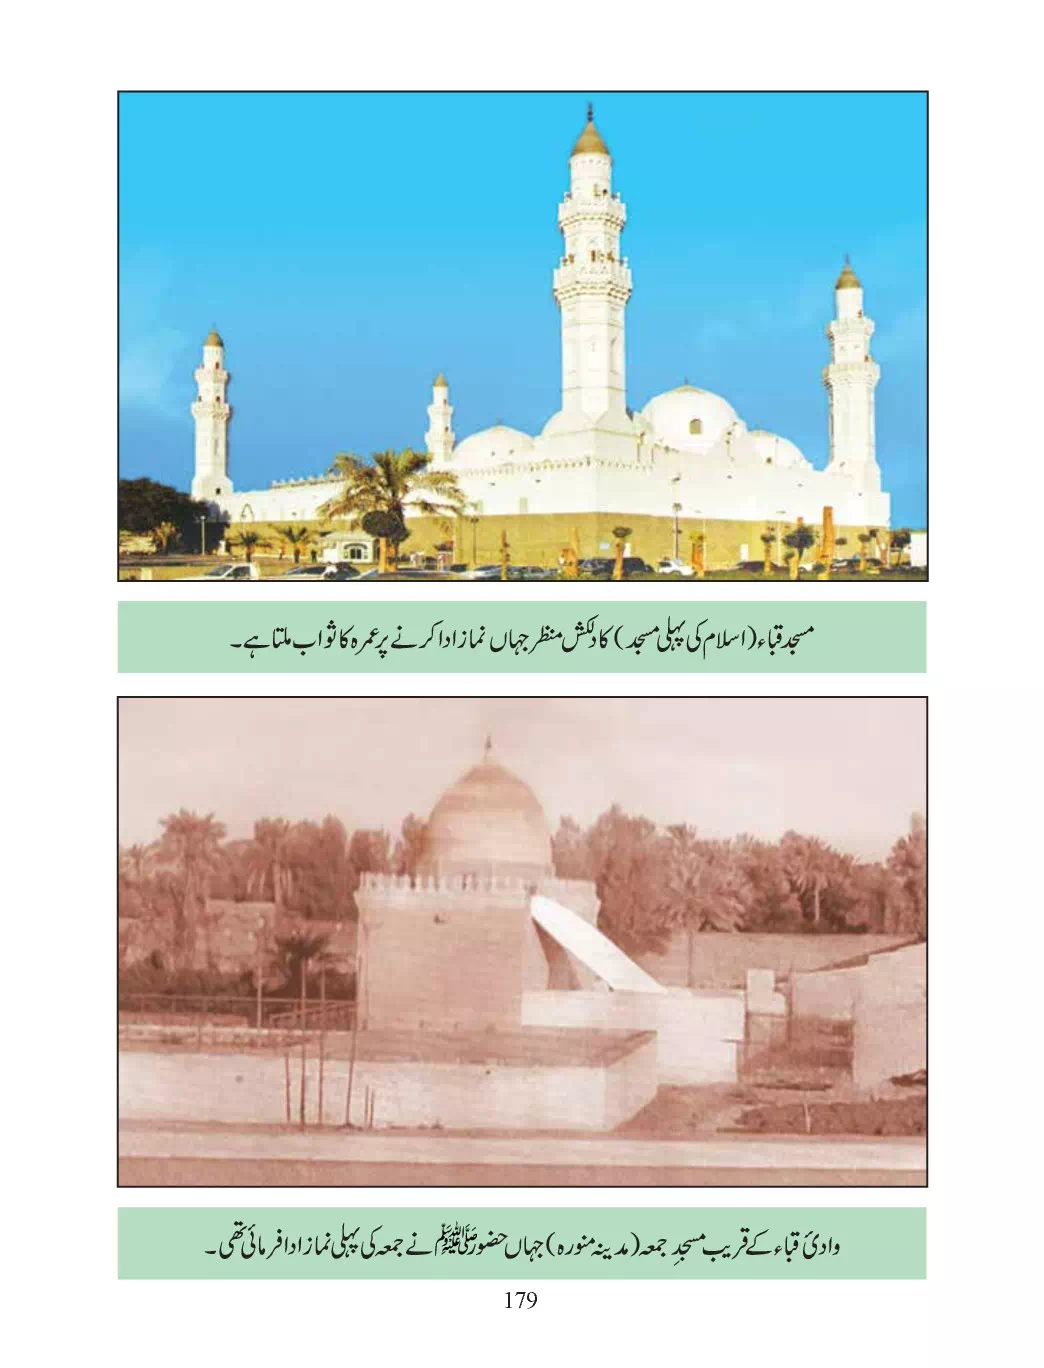 مسجد قباء (اسلام کی پہلی مسجد) کا دلکش منظر جہاں نماز ادا کرنے پر عمرہ کا ثواب ملتا ہے۔
وادیٔ قباء کے قریب مسجدِ جمعہ (مدینہ منورہ) جہاں حضور ﷺ نے جمعہ کی پہلی نماز ادا فرمائی تھی۔
179